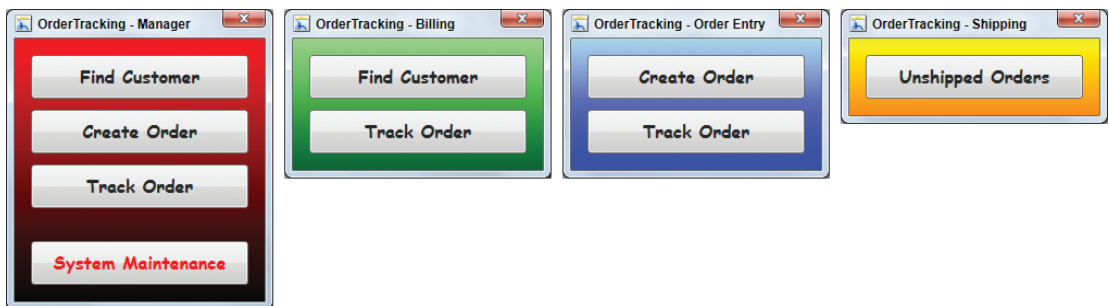 OrderTracking - Manager
Find Customer
Create Order
Track Order
System Maintenance
OrderTracking - Billing
Find Customer
Track Order
OrderTracking - Order Entry
Create Order
Track Order
OrderTracking - Shipping
Unshipped Orders